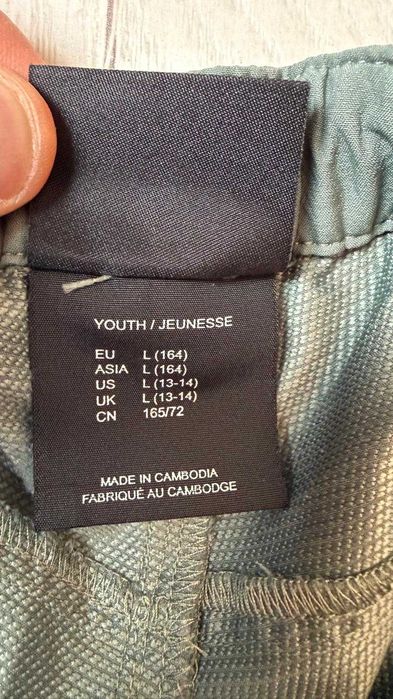 YOUTH / JEUNESSE
EU L (164)
ASIA L (164)
US L (13-14)
UK L (13-14)
CN 165/72
MADE IN CAMBODIA
FABRIQUÉ AU CAMBODGE